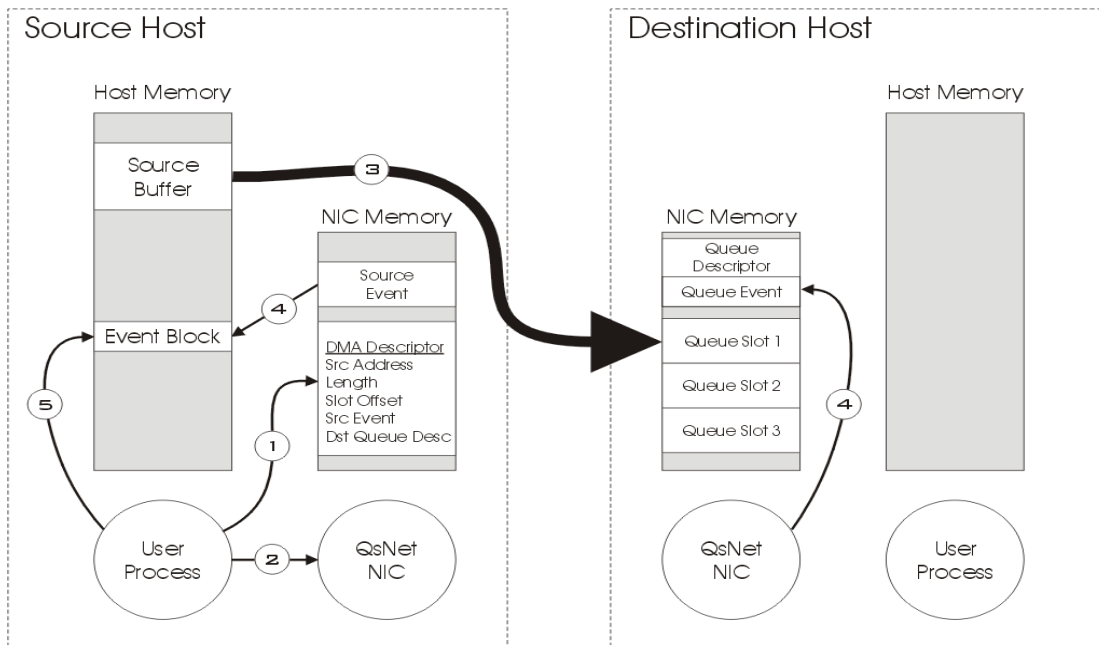 Source Host
Host Memory
Source
Buffer
3
NIC Memory
Source
Event
4
Event Block
DMA Descriptor
Src Address
Length
Slot Offset
Src Event
Dst Queue Desc
5
1
User
Process
2
QsNet
NIC
Destination Host
Host Memory
NIC Memory
Queue
Descriptor
Queue Event
Queue Slot 1
Queue Slot 2
Queue Slot 3
4
QsNet
NIC
User
Process